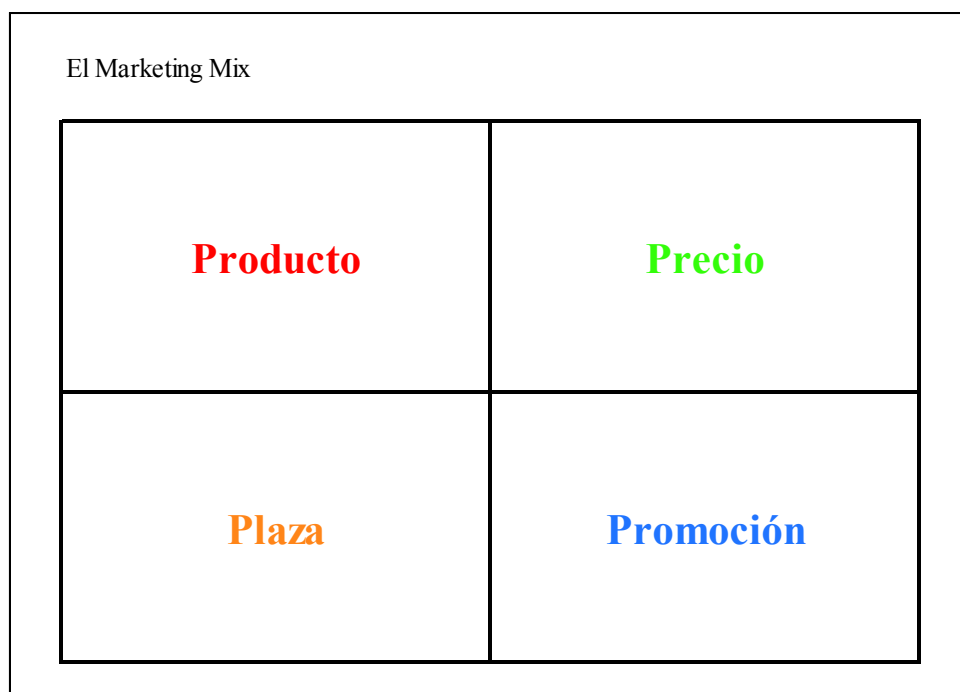 El Marketing Mix
Producto
Precio
Plaza
Promoción